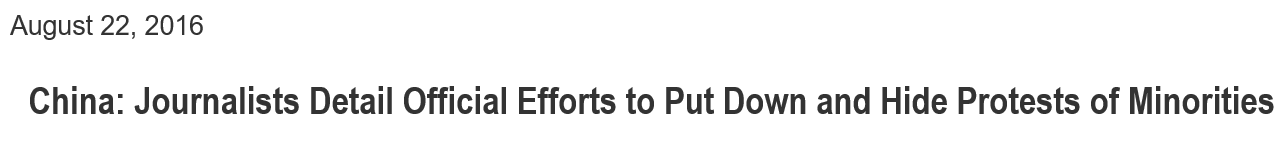 August 22, 2016
China: Journalists Detail Official Efforts to Put Down and Hide Protests of Minorities